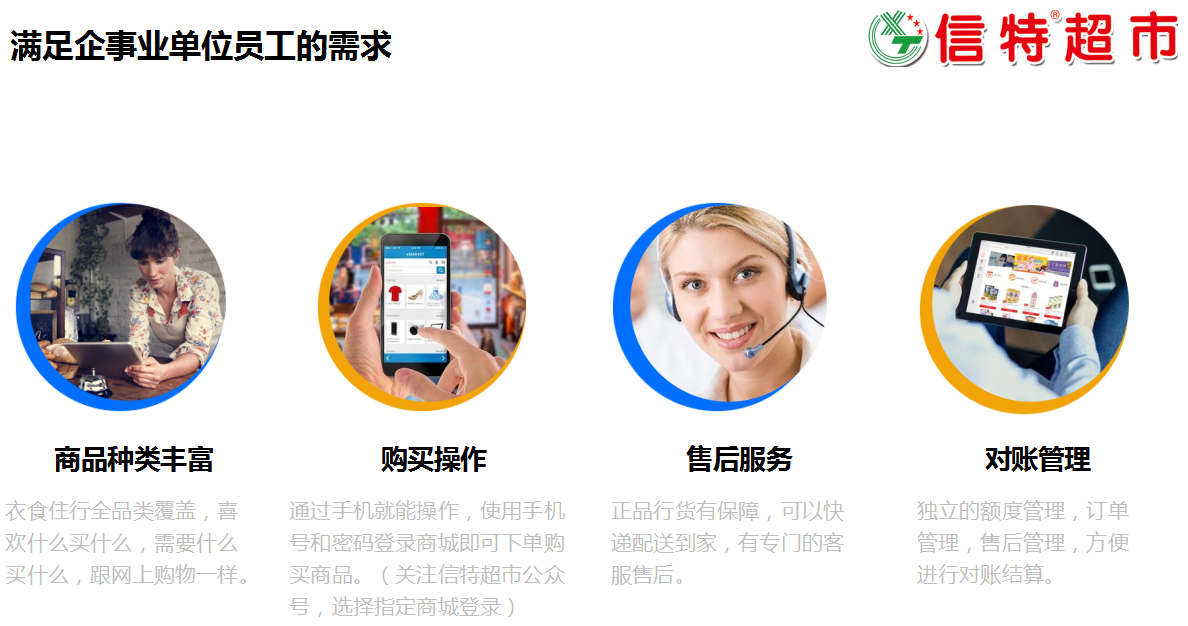 满足企事业单位员工的需求
信特®超市
商品种类丰富
衣食住行全品类覆盖，喜
欢什么买什么，需要什么
买什么，跟网上购物一样。
购买操作
通过手机就能操作，使用手机
号和密码登录商城即可下单购
买商品。（关注信特超市公众
号，选择指定商城登录）
售后服务
正品行货有保障，可以快
递配送到家，有专门的客
服售后。
对账管理
独立的额度管理，订单
管理，售后管理，方便
进行对账结算。